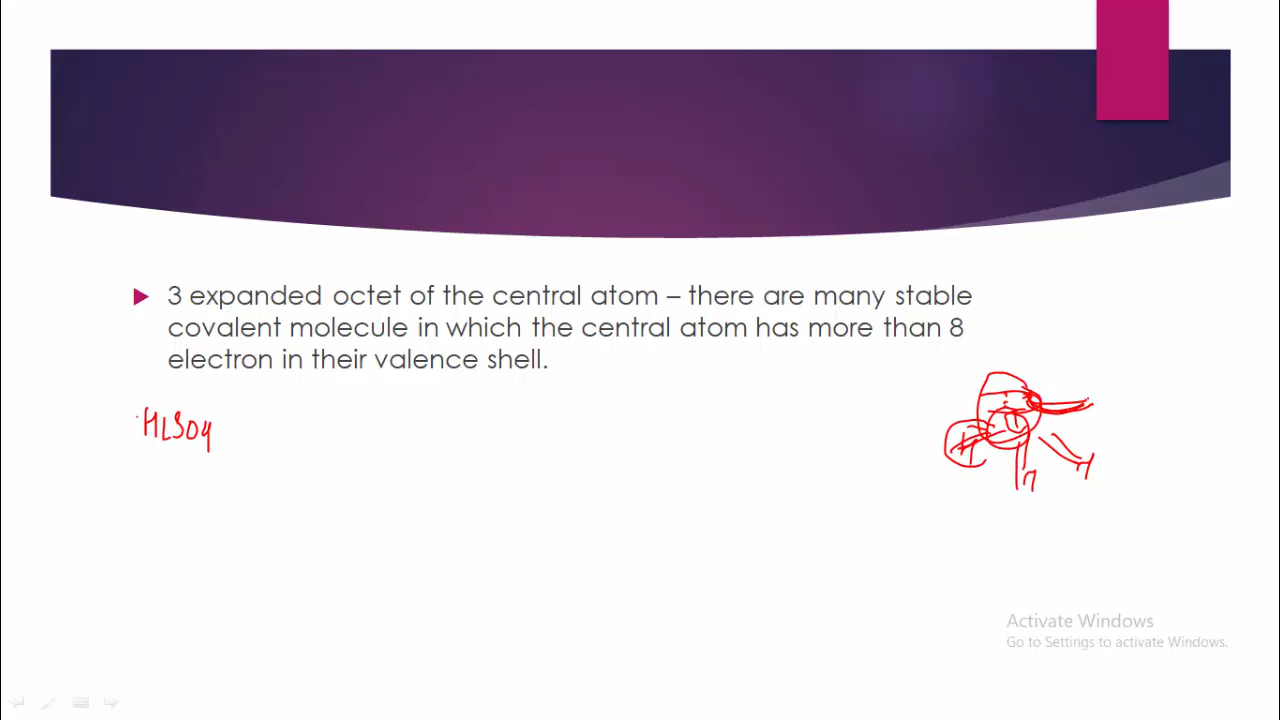 3 expanded octet of the central atom – there are many stable
covalent molecule in which the central atom has more than 8
electron in their valence shell.
H2SO4
Activate Windows
Go to Settings to activate Windows.